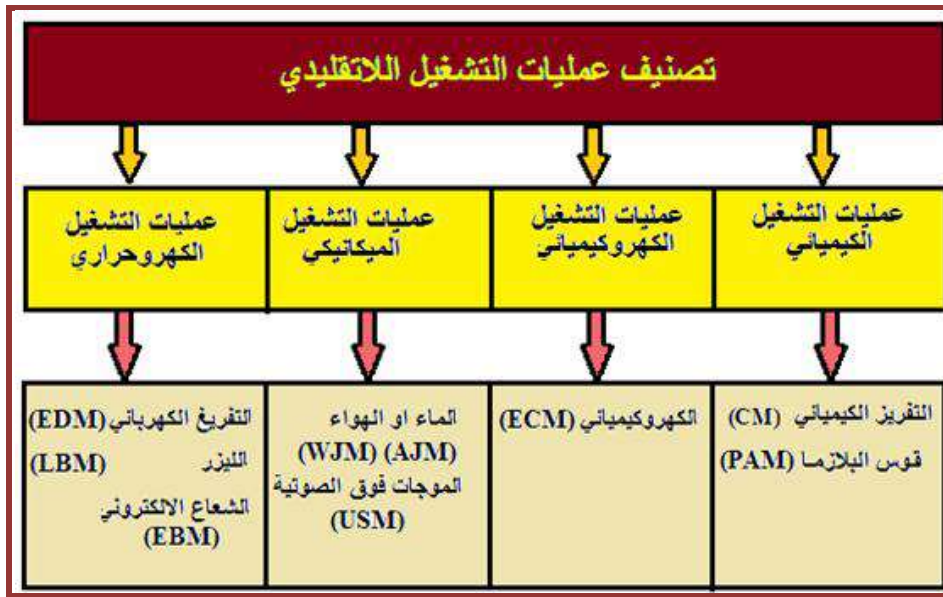 تصنيف عمليات التشغيل اللاتقليدي
عمليات التشغيل
الكيميائي
عمليات التشغيل
الكهروكيميائي
عمليات التشغيل
الميكانيكي
عمليات التشغيل
الكهروحراري
التفريز الكيميائي (CM)
قوس البلازما (PAM)
الكهروكيميائي (ECM)
الماء او الهواء
(WJM) (AJM)
الموجات فوق الصوتية
(USM)
التفريغ الكهربائي (EDM)
الليزر (LBM)
الشعاع الالكتروني
(EBM)